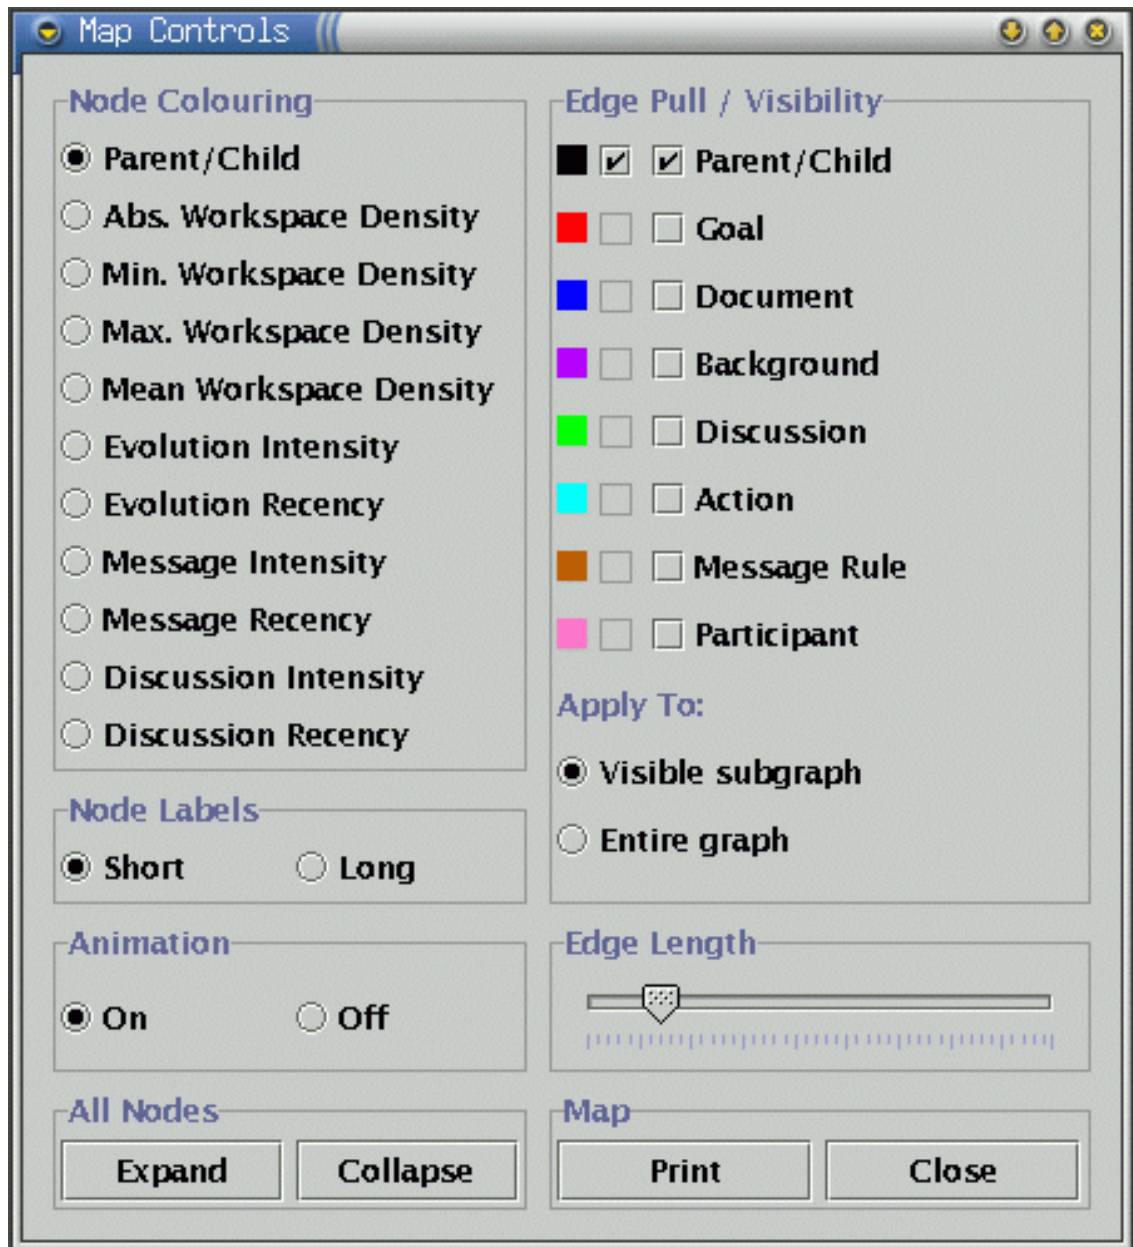 Map Controls
Node Colouring
Parent/Child
Abs. Workspace Density
Min. Workspace Density
Max. Workspace Density
Mean Workspace Density
Evolution Intensity
Evolution Recency
Message Intensity
Message Recency
Discussion Intensity
Discussion Recency
Node Labels
Short Long
Animation
On Off
All Nodes
Expand Collapse
Edge Pull / Visibility
Parent/Child
Goal
Document
Background
Discussion
Action
Message Rule
Participant
Apply To:
Visible subgraph
Entire graph
Edge Length
Map
Print Close